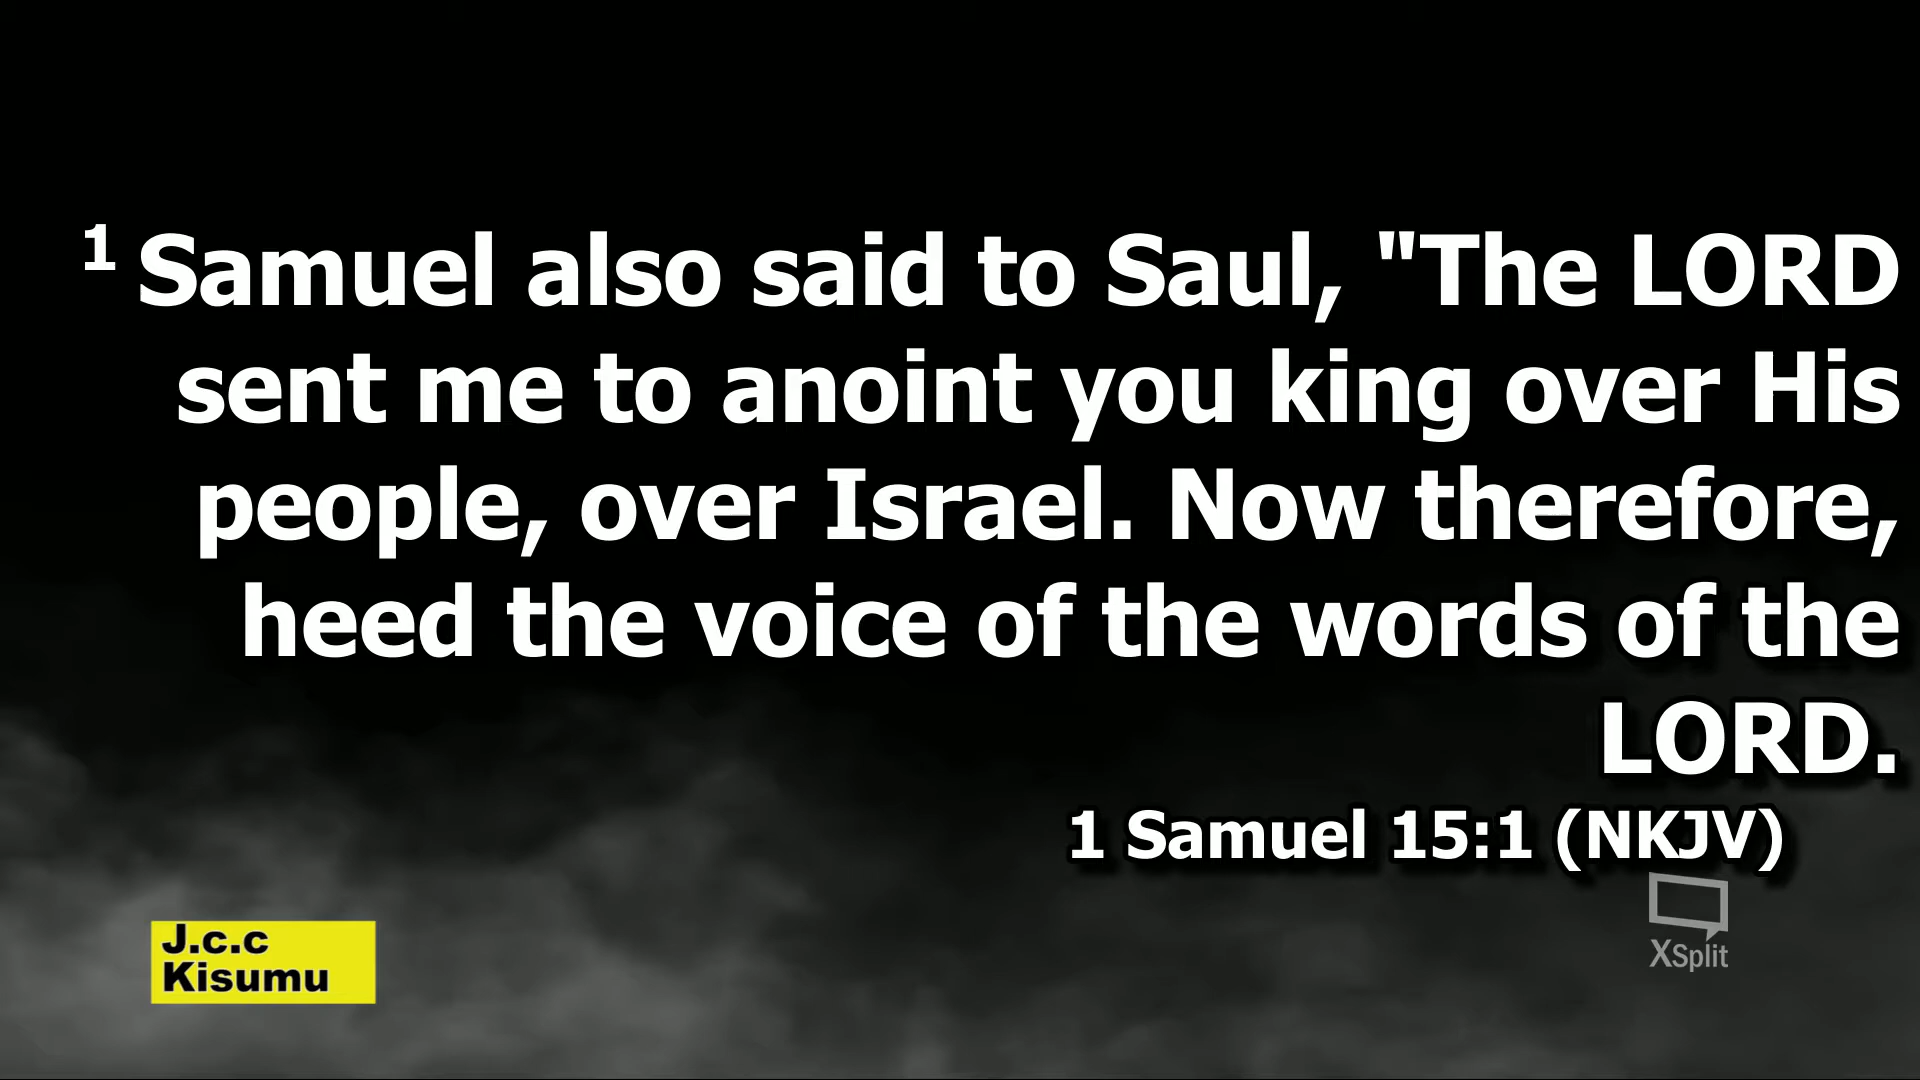 1 Samuel also said to Saul, "The LORD
sent me to anoint you king over His
people, over Israel. Now therefore,
heed the voice of the words of the
LORD.
1 Samuel 15:1 (NKJV)
J.c.c
Kisumu
XSplit